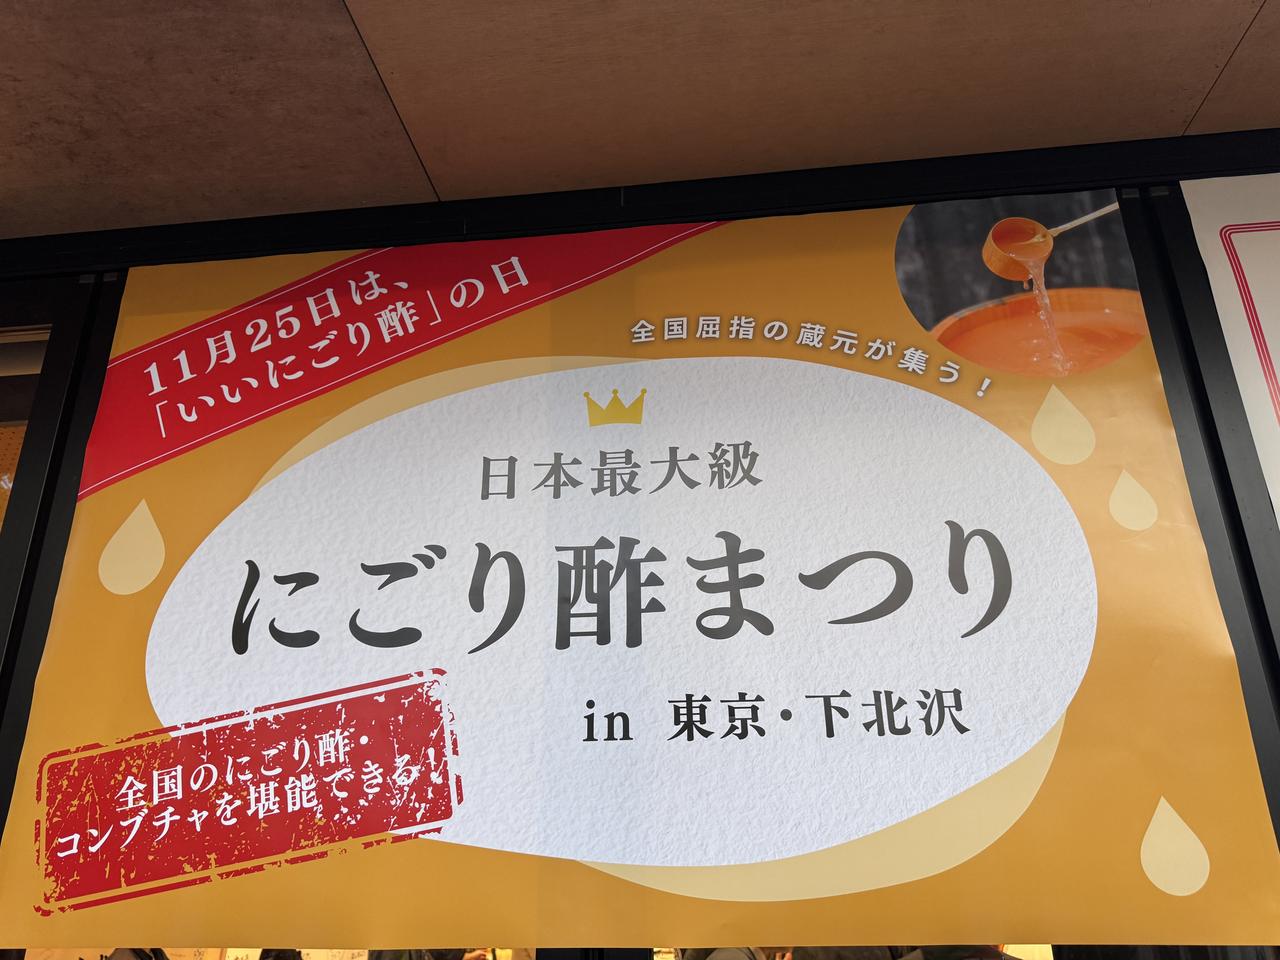 11月25日は、
「いいにごり酢」の日
全国屈指の蔵元が集う!
日本最大級
にごり酢まつり
in 東京・下北沢
全国のにごり酢・
コンブチャを堪能できる!